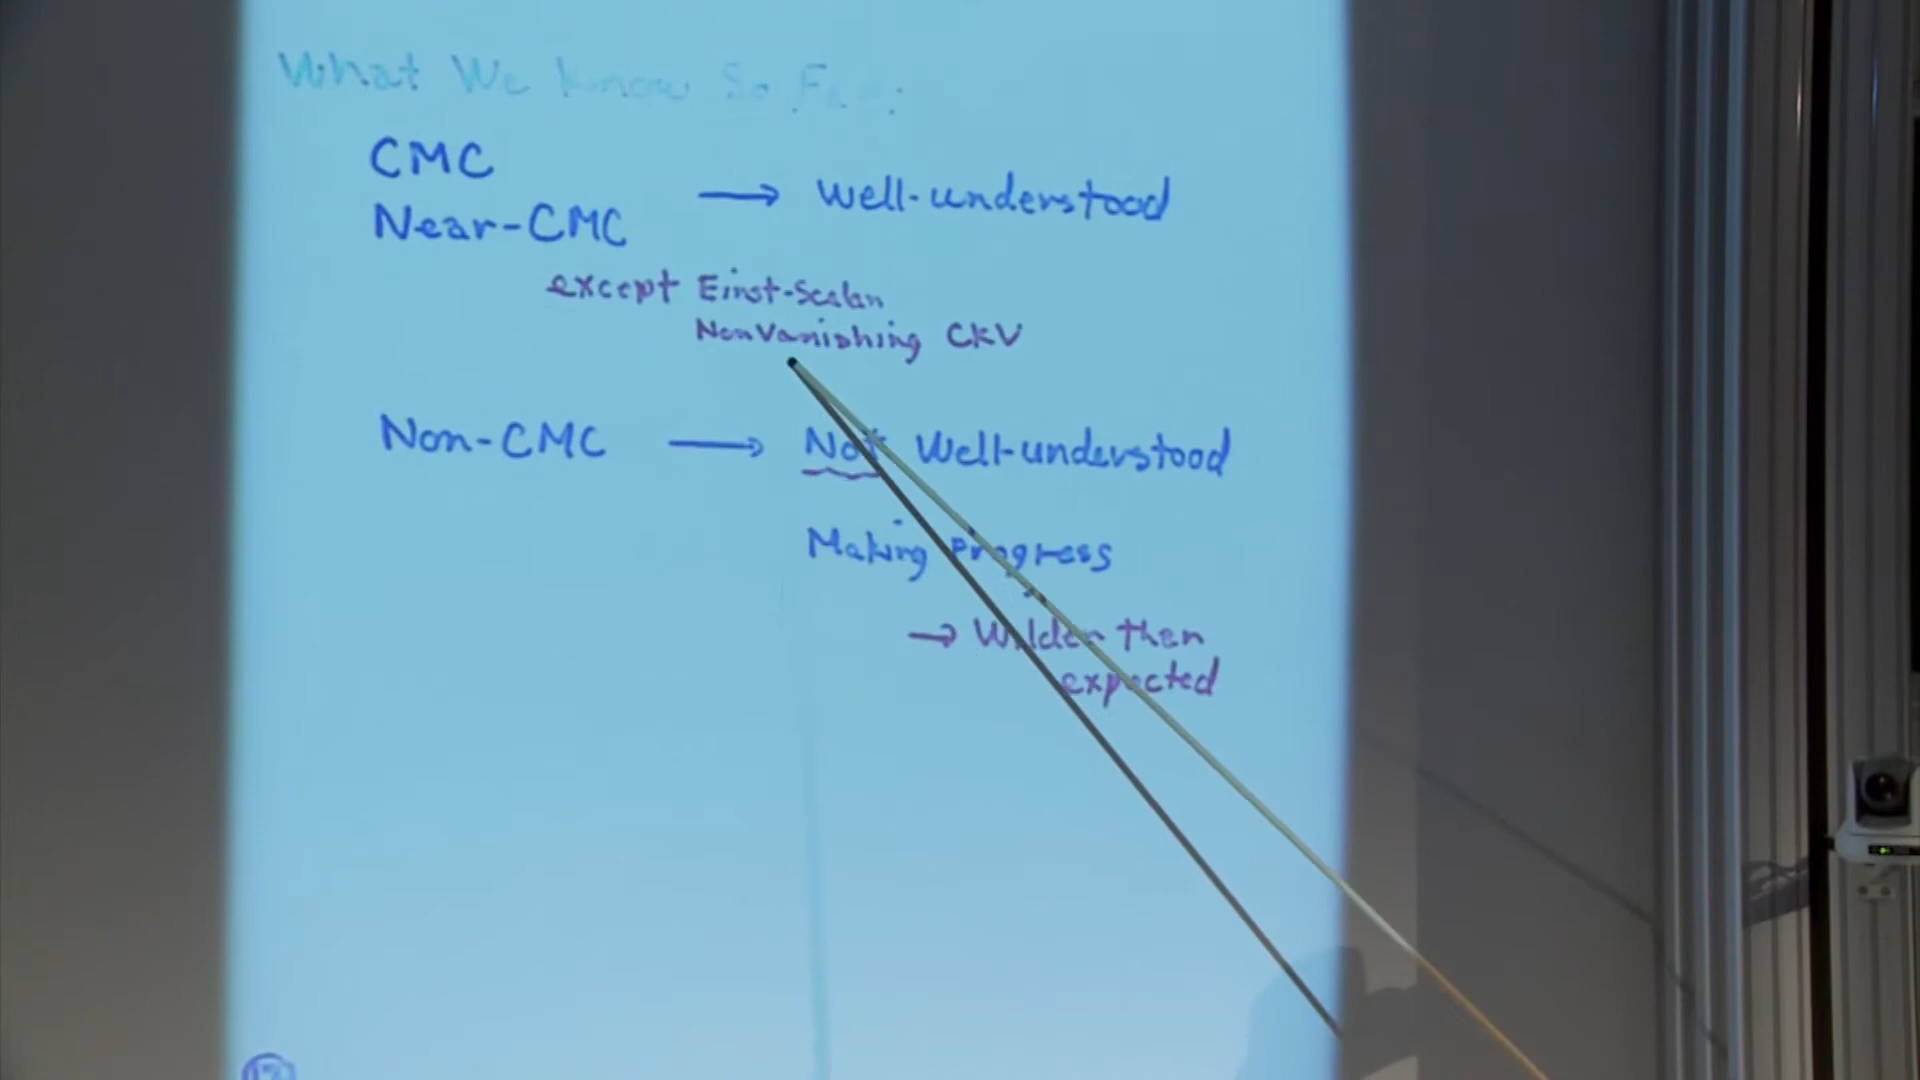 What We Know So Far:
CMC
Near-CMC → Well-understood
except Einst-Scalar
NonVanishing CKV
Non-CMC → Not Well-understood
Making Progress
→ Wilder than
expected